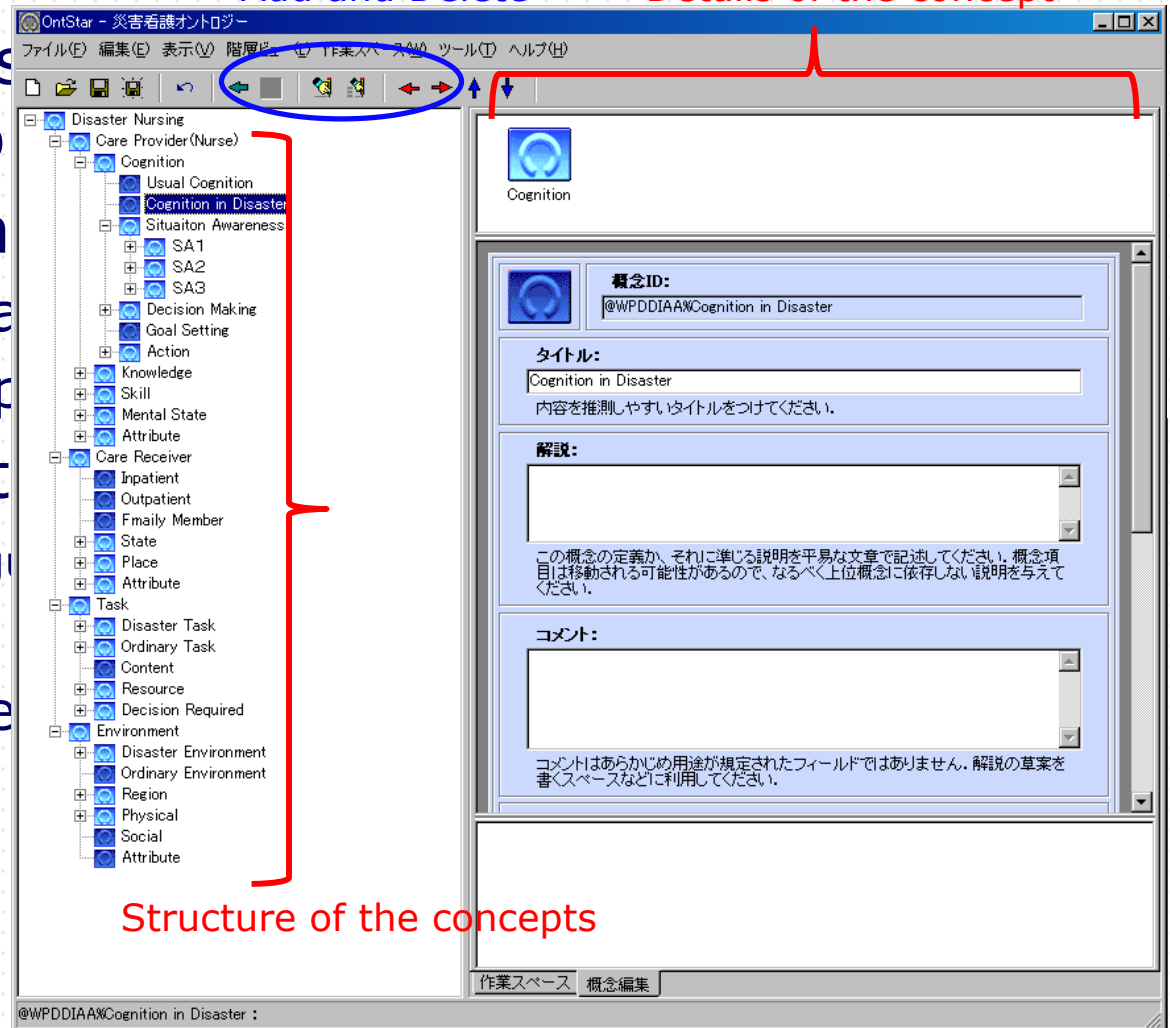 OntStar - 災害看護オントロジー
ファイル(F) 編集(E) 表示(V) 階層ビュー ツール(T) ヘルプ(H)
Disaster Nursing
Care Provider(Nurse)
Cognition
Usual Cognition
Cognition in Disaster
Situaiton Awareness
SA1
SA2
SA3
Decision Making
Goal Setting
Action
Knowledge
Skill
Mental State
Attribute
Care Receiver
Inpatient
Outpatient
Fmaily Member
State
Place
Attribute
Task
Disaster Task
Ordinary Task
Content
Resource
Decision Required
Environment
Disaster Environment
Ordinary Environment
Region
Physical
Social
Attribute
Structure of the concepts
Cognition
概念ID:
@WPDDIAA%Cognition in Disaster
タイトル:
Cognition in Disaster
内容を推測しやすいタイトルをつけてください.
解説:
この概念の定義か、それに準じる説明を平易な文章で記述してください. 概念項
目は移動される可能性があるので、なるべく上位概念に依存しない説明を与えて
ください.
コメント:
コメントはあらかじめ用途が規定されたフィールドではありません. 解説の草案を
書くスペースなどに利用してください.
作業スペース 概念編集
@WPDDIAA%Cognition in Disaster :